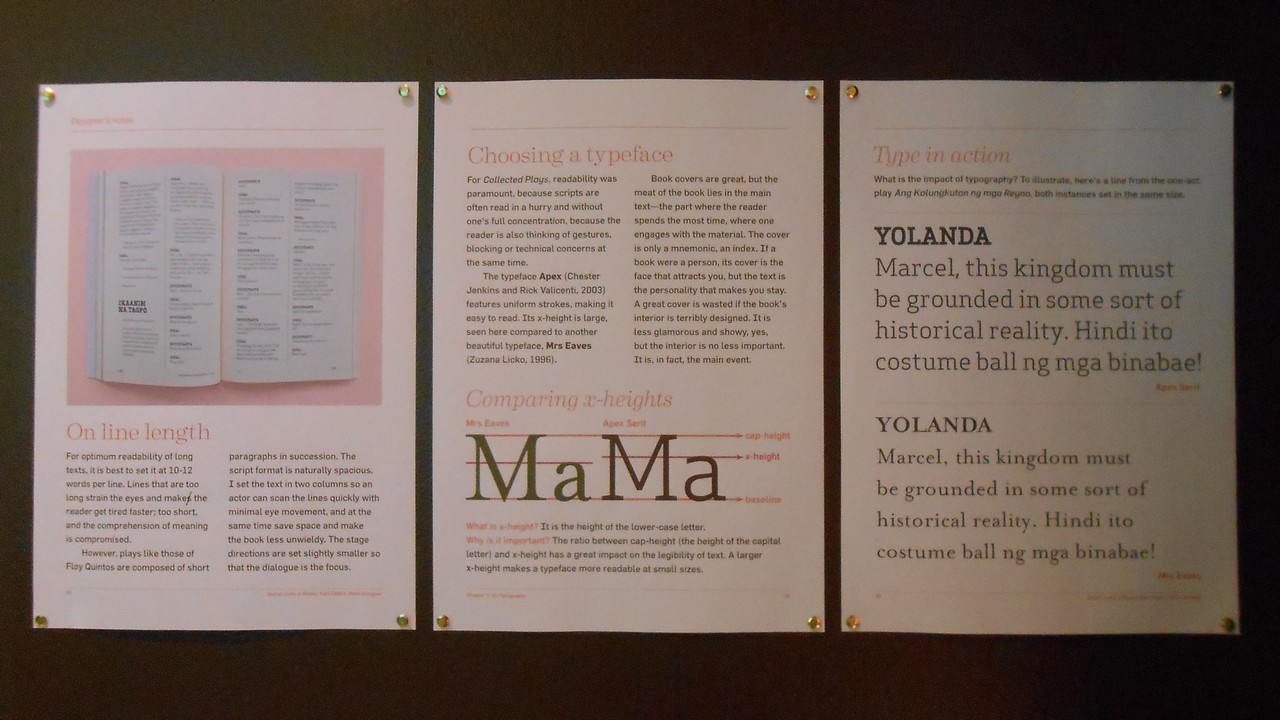 Designer's notes
IKAANIM
NA TAGPO
On line length
For optimum readability of long
texts, it is best to set it at 10-12
words per line. Lines that are too
long strain the eyes and makes the
reader get tired faster; too short,
and the comprehension of meaning
is compromised.
However, plays like those of
Floy Quintos are composed of short
paragraphs in succession. The
script format is naturally spacious.
I set the text in two columns so an
actor can scan the lines quickly with
minimal eye movement, and at the
same time save space and make
the book less unwieldy. The stage
directions are set slightly smaller so
that the dialogue is the focus.
Choosing a typeface
For Collected Plays, readability was
paramount, because scripts are
often read in a hurry and without
one's full concentration, because the
reader is also thinking of gestures,
blocking or technical concerns at
the same time.
The typeface Apex (Chester
Jenkins and Rick Valicenti, 2003)
features uniform strokes, making it
easy to read. Its x-height is large,
seen here compared to another
beautiful typeface, Mrs Eaves
(Zuzana Licko, 1996).
Book covers are great, but the
meat of the book lies in the main
text—the part where the reader
spends the most time, where one
engages with the material. The cover
is only a mnemonic, an index. If a
book were a person, its cover is the
face that attracts you, but the text is
the personality that makes you stay.
A great cover is wasted if the book's
interior is terribly designed. It is
less glamorous and showy, yes,
but the interior is no less important.
It is, in fact, the main event.
Comparing x-heights
Mrs Eaves Apex Serif
Ma Ma
cap-height
x-height
baseline
What is x-height? It is the height of the lower-case letter.
Why is it important? The ratio between cap-height (the height of the capital
letter) and x-height has a great impact on the legibility of text. A larger
x-height makes a typeface more readable at small sizes.
Type in action
What is the impact of typography? To illustrate, here's a line from the one-act
play Ang Kalungkutan ng mga Reyna, both instances set in the same size.
YOLANDA
Marcel, this kingdom must
be grounded in some sort of
historical reality. Hindi ito
costume ball ng mga binabae!
Apex Serif
YOLANDA
Marcel, this kingdom must
be grounded in some sort of
historical reality. Hindi ito
costume ball ng mga binabae!
Mrs Eaves